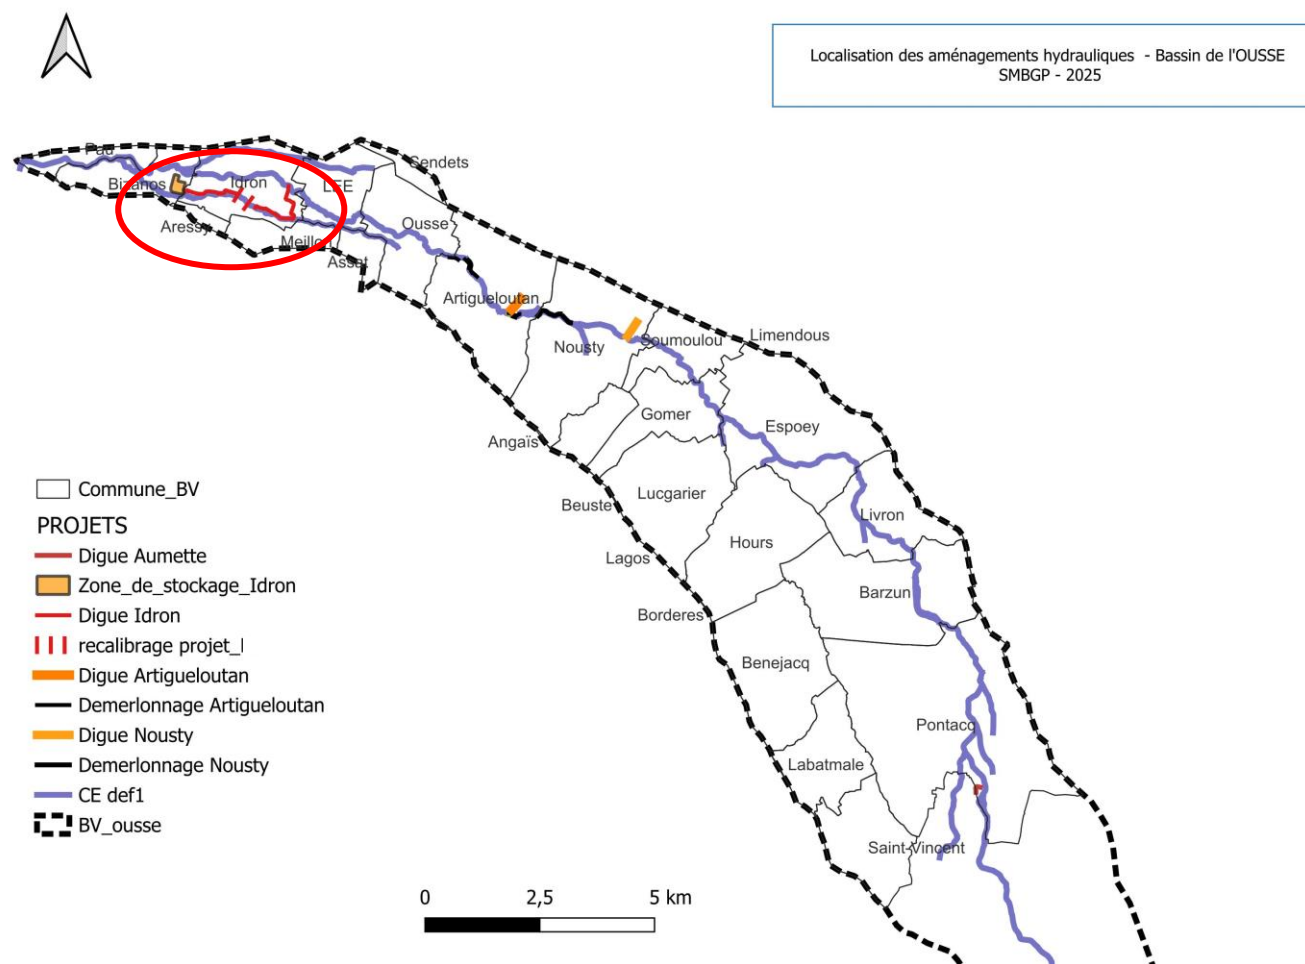 Localisation des aménagements hydrauliques - Bassin de l'OUSSE
SMBGP - 2025
Pau
Sendets
Bizanos
Idron
LEE
Aressy
Ousse
Meillon
Assat
Artigueloutan
Nousty
Soumoulou
Limendous
Gomer
Espoey
Angaïs
Commune_BV
Lucgarier
Beuste
Livron
PROJETS
Hours
Digue Aumette
Lagos
Zone_de_stockage_Idron
Barzun
Digue Idron
Borderes
recalibrage projet_I
Benejacq
Digue Artigueloutan
Demerlonnage Artigueloutan
Pontacq
Digue Nousty
Demerlonnage Nousty
Labatmale
CE def1
BV_ousse
Saint-Vincent
0 2,5 5 km